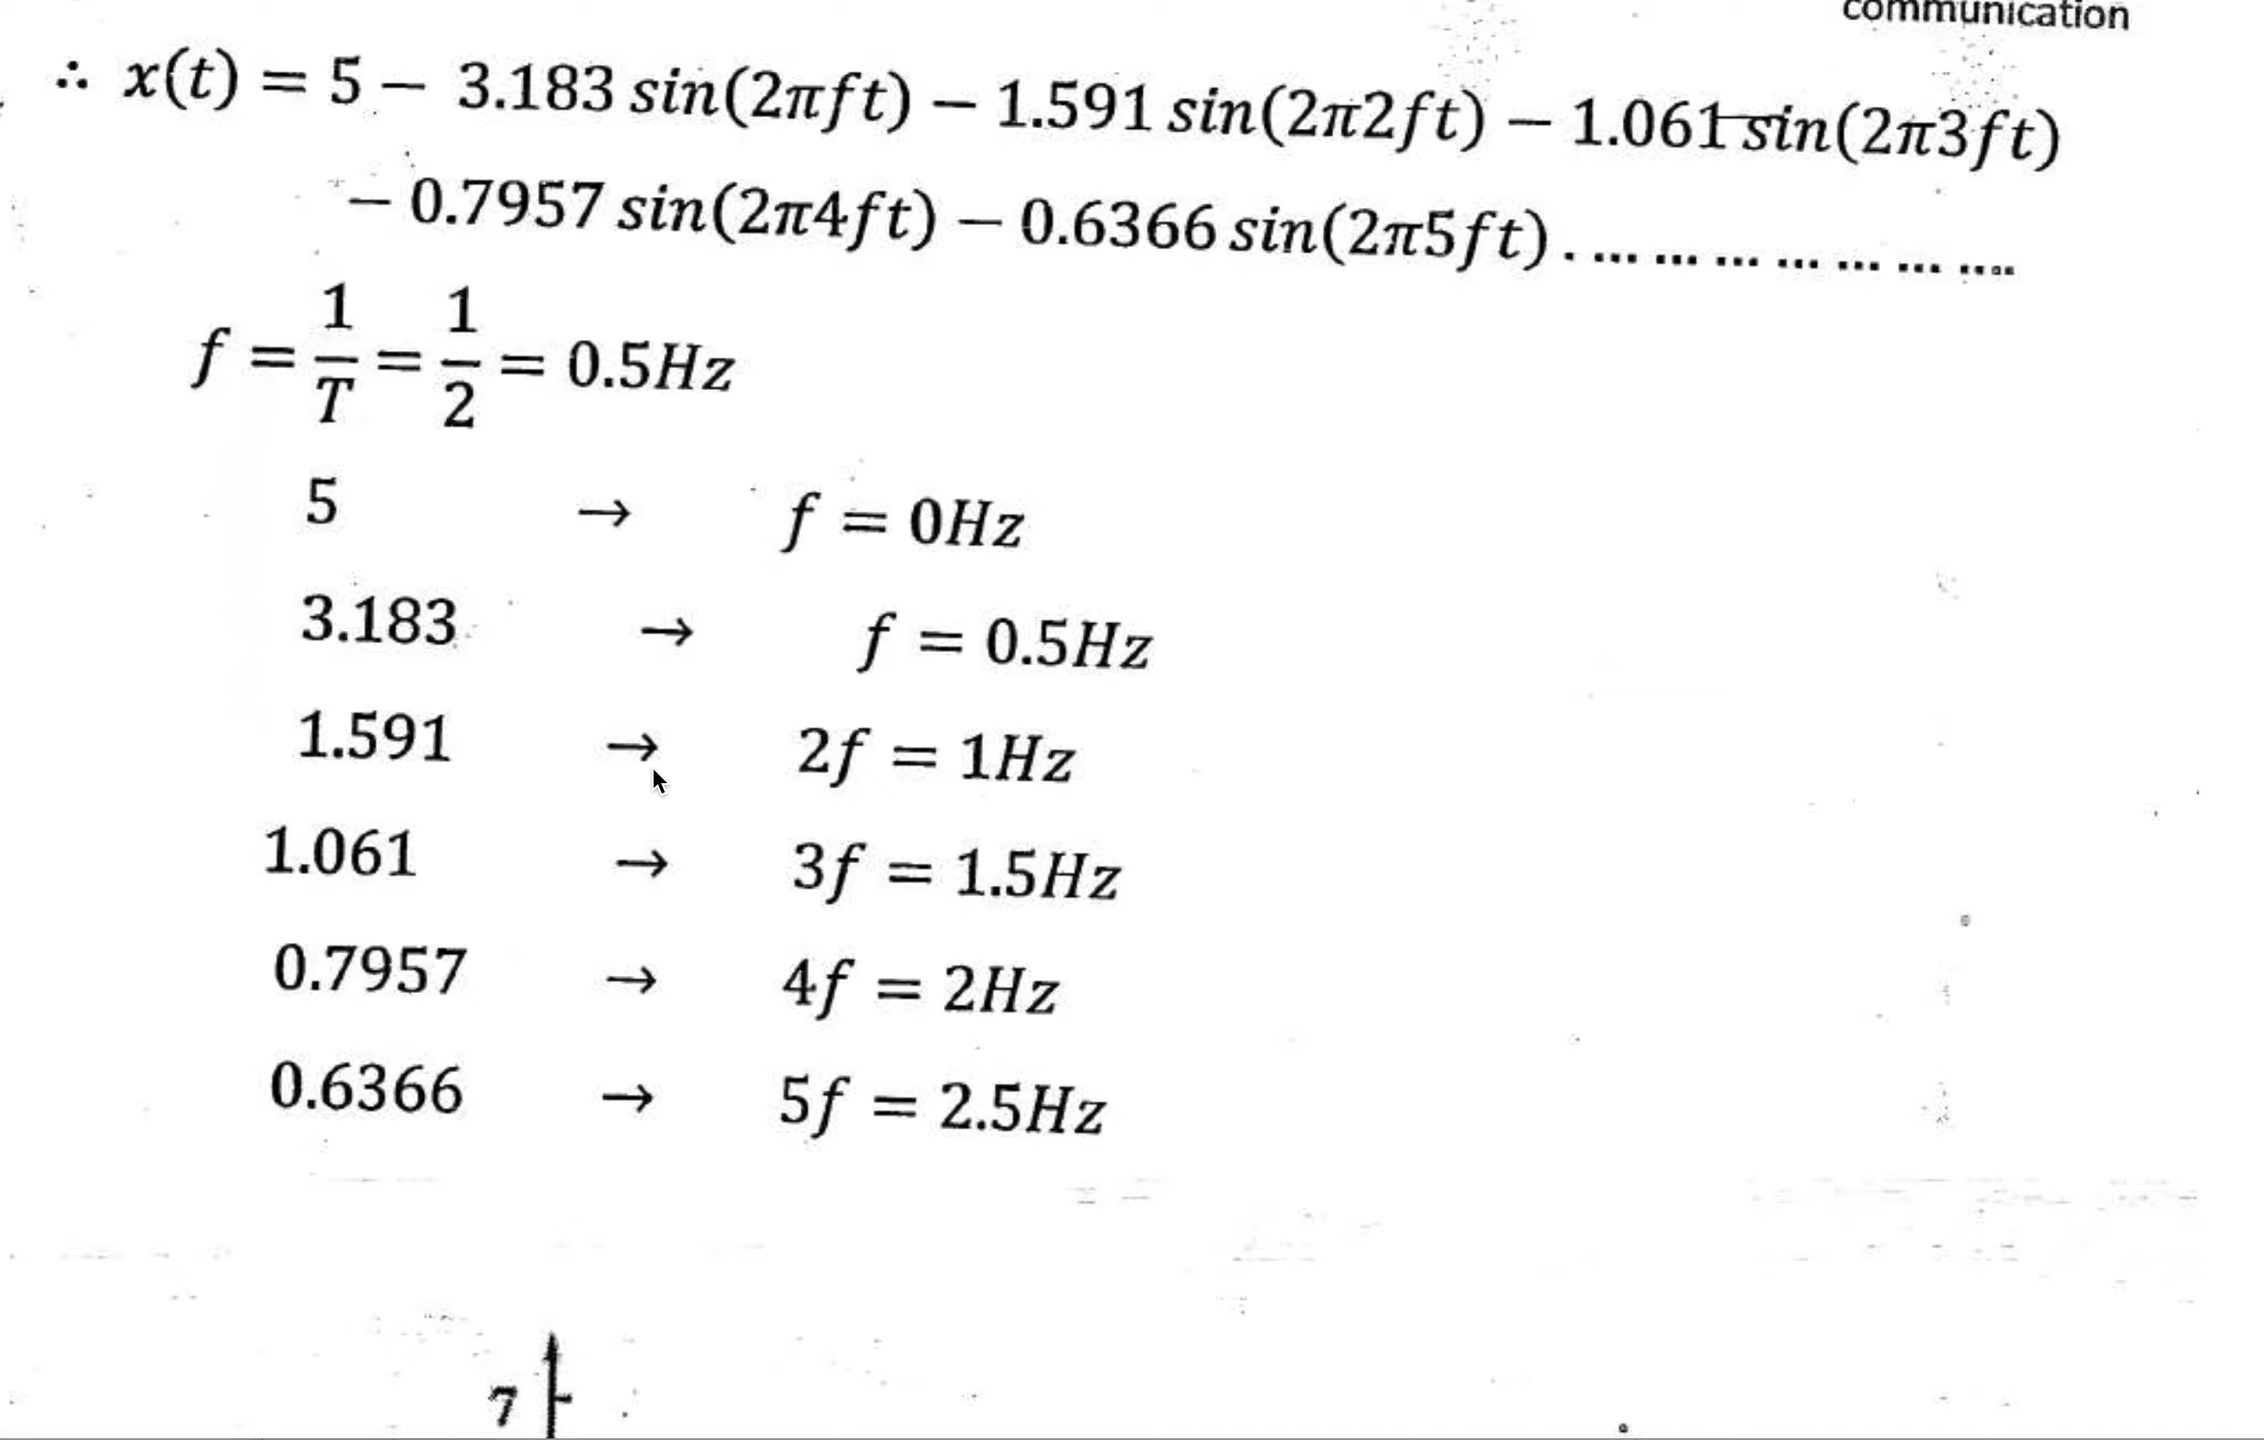 communication
∴ x(t) = 5 − 3.183 sin(2πft) − 1.591 sin(2π2ft) − 1.061 sin(2π3ft)
− 0.7957 sin(2π4ft) − 0.6366 sin(2π5ft) . … … … … … … ….
f = 1/T = 1/2 = 0.5Hz
5 → f = 0Hz
3.183 → f = 0.5Hz
1.591 → 2f = 1Hz
1.061 → 3f = 1.5Hz
0.7957 → 4f = 2Hz
0.6366 → 5f = 2.5Hz
7